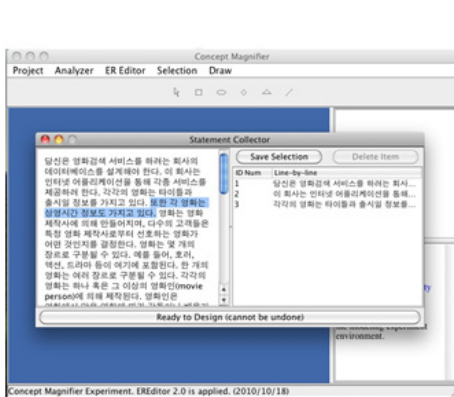 Concept Magnifier
Project Analyzer ER Editor Selection Draw
Statement Collector
당신은 영화검색 서비스를 하려는 회사의
데이터베이스를 설계해야 한다. 이 회사는
인터넷 어플리케이션을 통해 각종 서비스를
제공하려 한다. 각각의 영화는 타이틀과
출시일 정보를 가지고 있다. 또한 각 영화는
상영시간 정보도 가지고 있다. 영화는 영화
제작사에 의해 만들어지며, 다수의 고객들은
특정 영화 제작사로부터 선호하는 영화가
어떤 것인지를 결정한다. 영화는 몇 개의
장르로 구분될 수 있다. 예를 들어, 호러,
액션, 드라마 등이 여기에 포함된다. 한 개의
영화는 여러 장르로 구분될 수 있다. 각각의
영화는 하나 혹은 그 이상의 영화인(movie
person)에 의해 제작된다. 영화인은
Save Selection Delete Item
ID Num Line-by-line
1 당신은 영화검색 서비스를 하려는 회사...
2 이 회사는 인터넷 어플리케이션을 통해...
3 각각의 영화는 타이틀과 출시일 정보를...
Ready to Design (cannot be undone)
the modeling experiment
environment.
Concept Magnifier Experiment. EREditor 2.0 is applied. (2010/10/18)